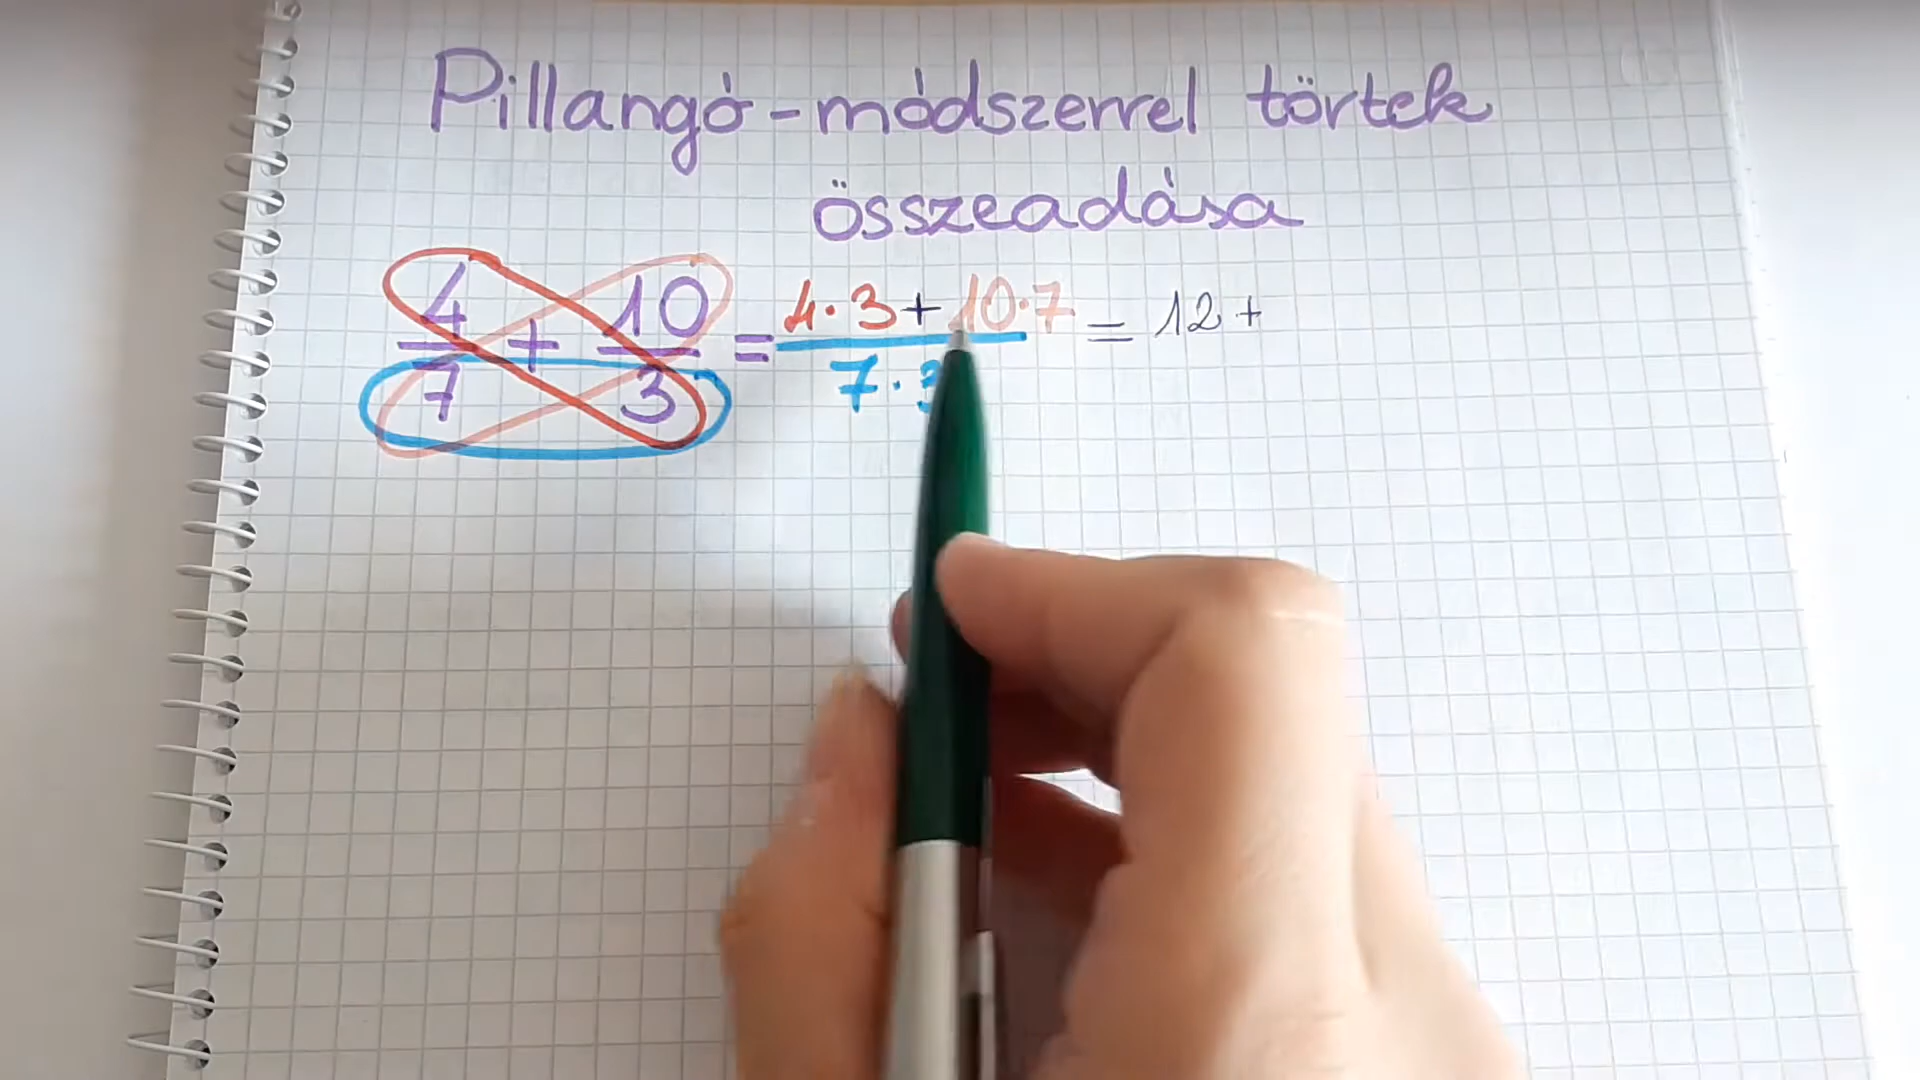 Pillangó-módszerrel törtek
összeadása
4/7 + 10/3 = 4·3+10·7/7·3 = 12+